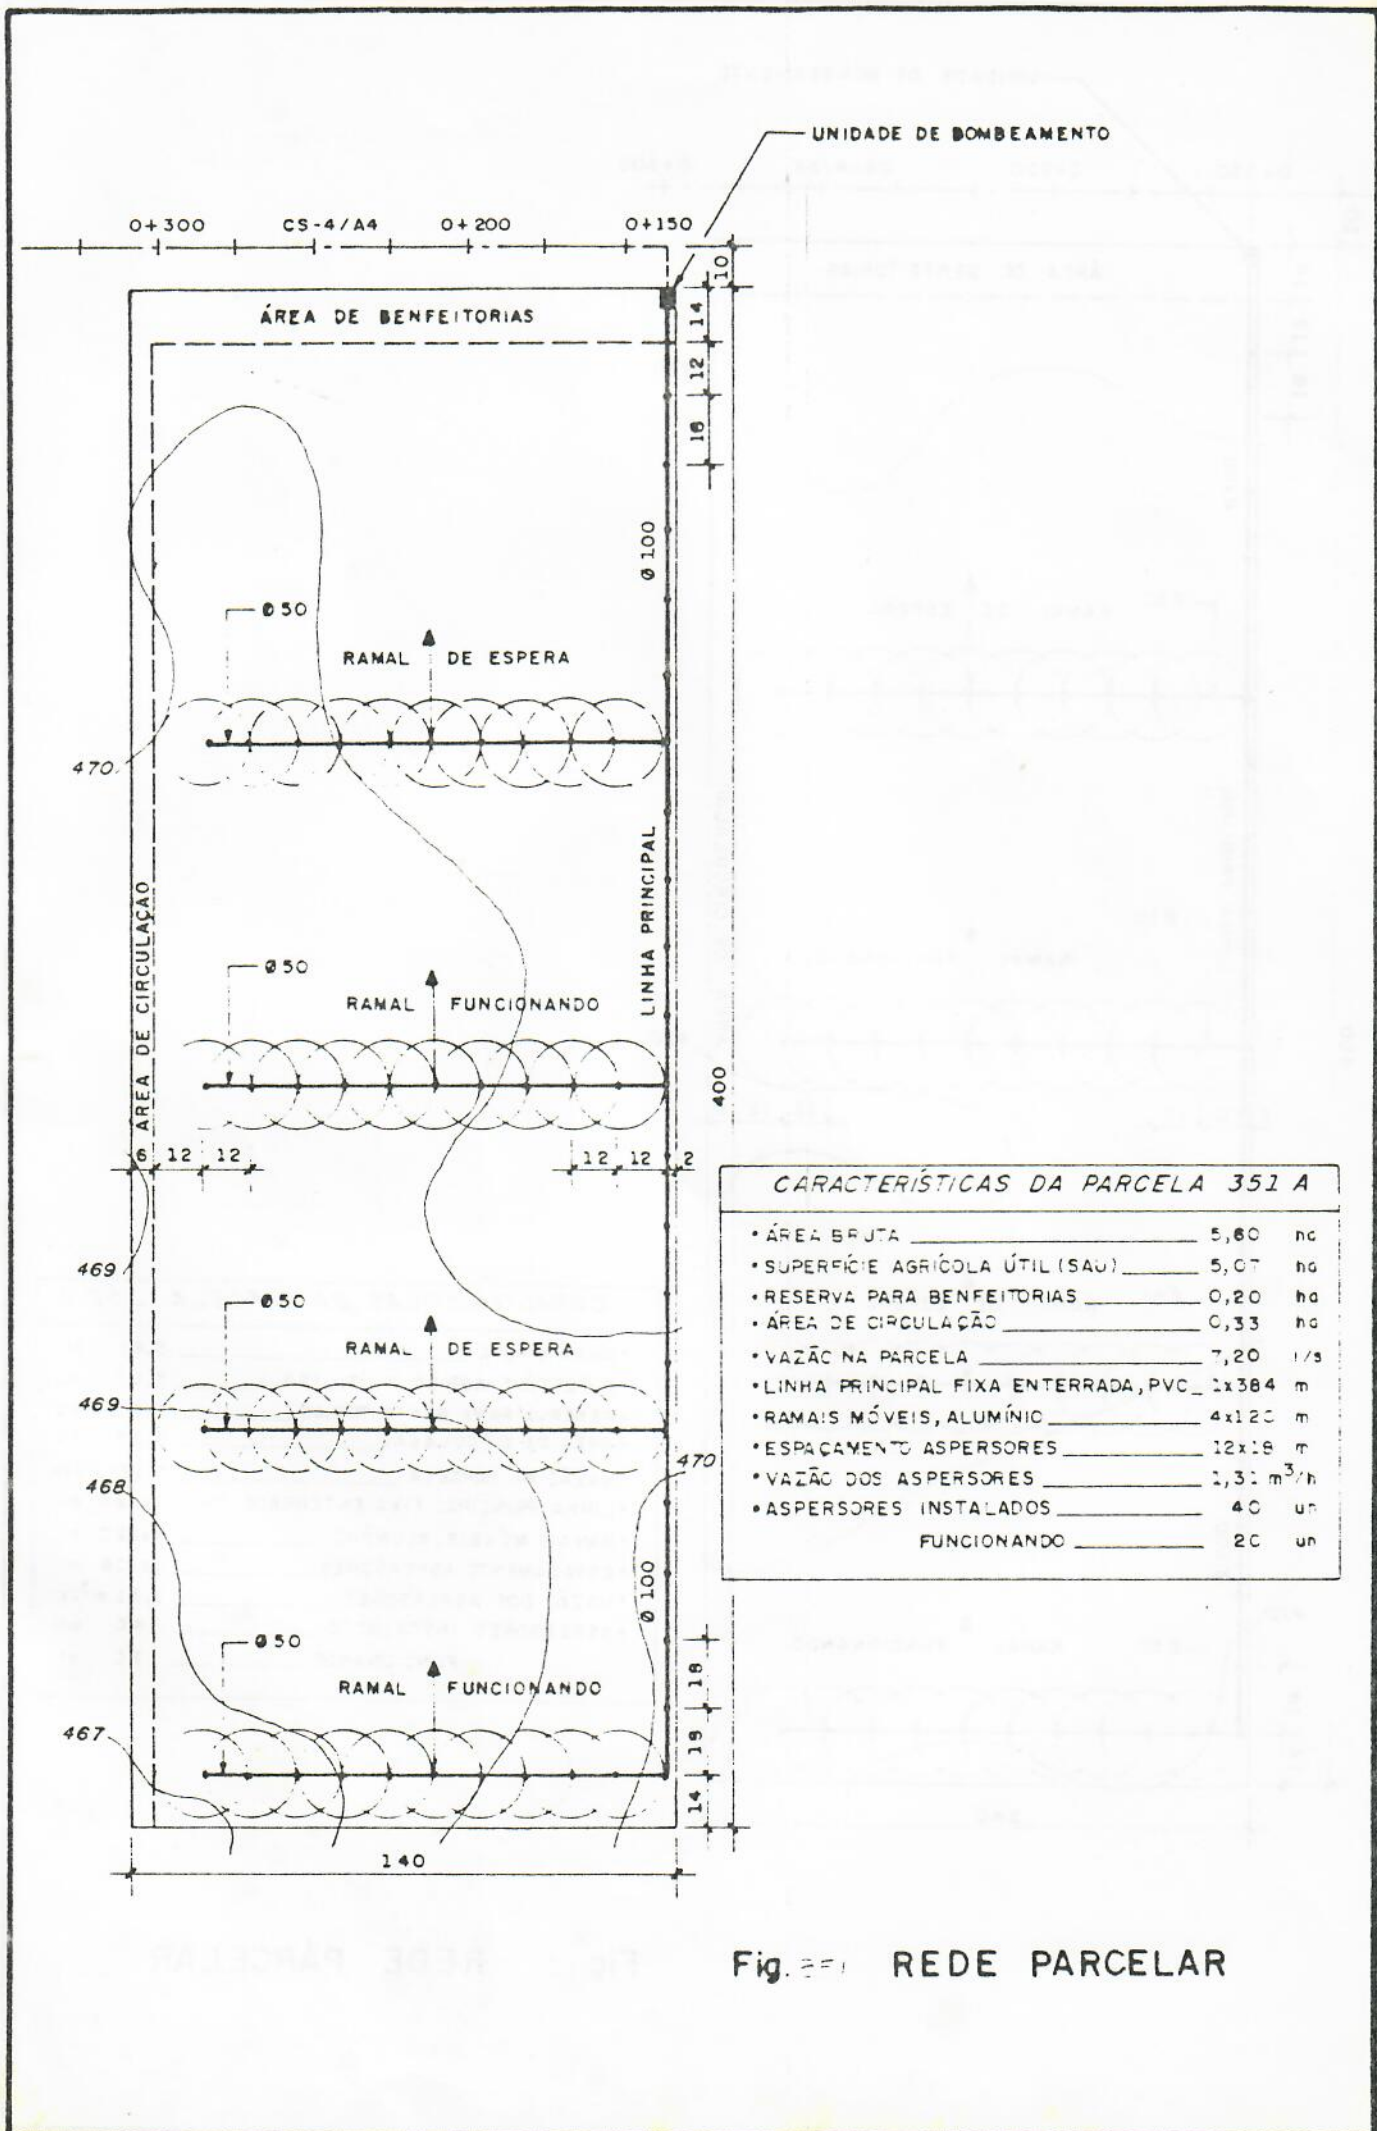 UNIDADE DE BOMBEAMENTO
0+300 CS-4/A4 0+200 0+150
10
ÁREA DE BENFEITORIAS
14
12
18
Ø 100
Ø50
RAMAL DE ESPERA
470
LINHA PRINCIPAL
ÁREA DE CIRCULAÇÃO
Ø50
RAMAL FUNCIONANDO
400
6 12 12 12 12 2
469
Ø50
RAMAL DE ESPERA
469
468
470
Ø 100
Ø50
RAMAL FUNCIONANDO
18
18
467
14
140
CARACTERÍSTICAS DA PARCELA 351 A
• ÁREA BRUTA 5,60 ha
• SUPERFÍCIE AGRÍCOLA ÚTIL (SAU) 5,07 ha
• RESERVA PARA BENFEITORIAS 0,20 ha
• ÁREA DE CIRCULAÇÃO 0,33 ha
• VAZÃO NA PARCELA 7,20 l/s
• LINHA PRINCIPAL FIXA ENTERRADA, PVC 1x384 m
• RAMAIS MÓVEIS, ALUMÍNIO 4x120 m
• ESPAÇAMENTO ASPERSORES 12x18 m
• VAZÃO DOS ASPERSORES 1,31 m³/h
• ASPERSORES INSTALADOS 40 un
FUNCIONANDO 20 un
Fig. REDE PARCELAR